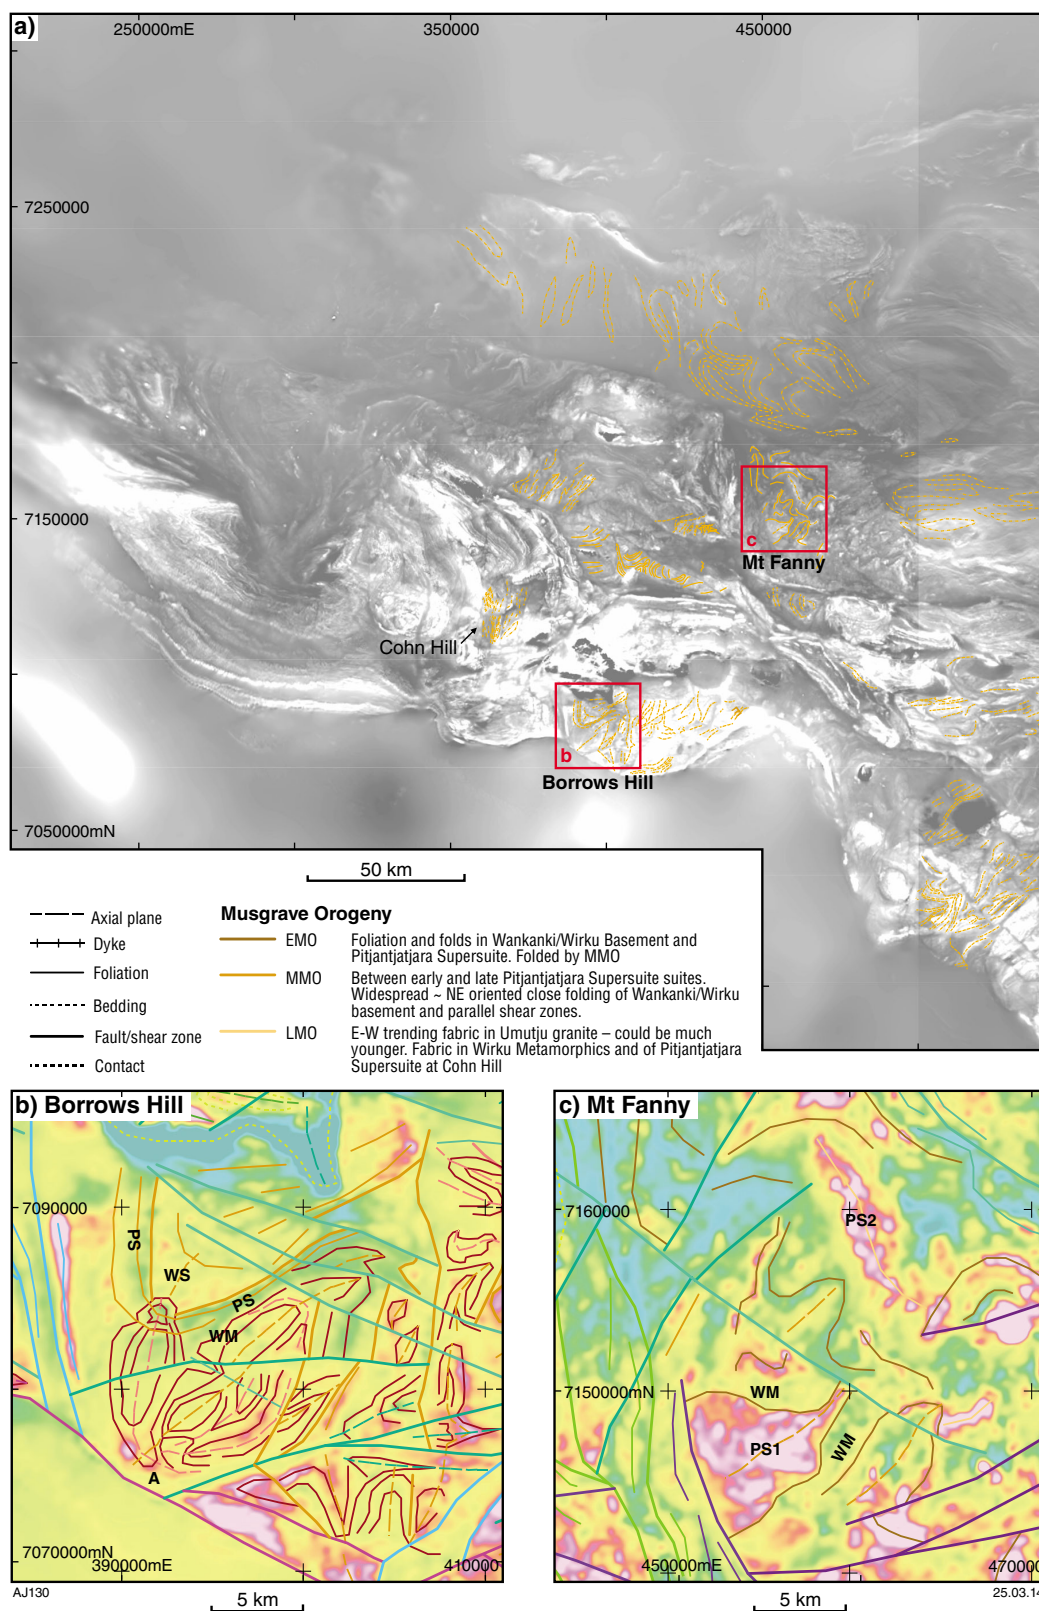 a)
250000mE 350000 450000
7250000
7150000
c
Mt Fanny
Cohn Hill
b
Borrows Hill
7050000mN
50 km
Axial plane
Dyke
Foliation
Bedding
Fault/shear zone
Contact
Musgrave Orogeny
EMO Foliation and folds in Wankanki/Wirku Basement and
Pitjantjatjara Supersuite. Folded by MMO
MMO Between early and late Pitjantjatjara Supersuite suites.
Widespread ~ NE oriented close folding of Wankanki/Wirku
basement and parallel shear zones.
LMO E-W trending fabric in Umutju granite – could be much
younger. Fabric in Wirku Metamorphics and of Pitjantjatjara
Supersuite at Cohn Hill
b) Borrows Hill
7090000
PS
WS
PS
WM
A
7070000mN
390000mE 410000
AJ130
5 km
c) Mt Fanny
7160000
PS2
7150000mN
WM
PS1
WM
450000mE 470000
5 km
25.03.14